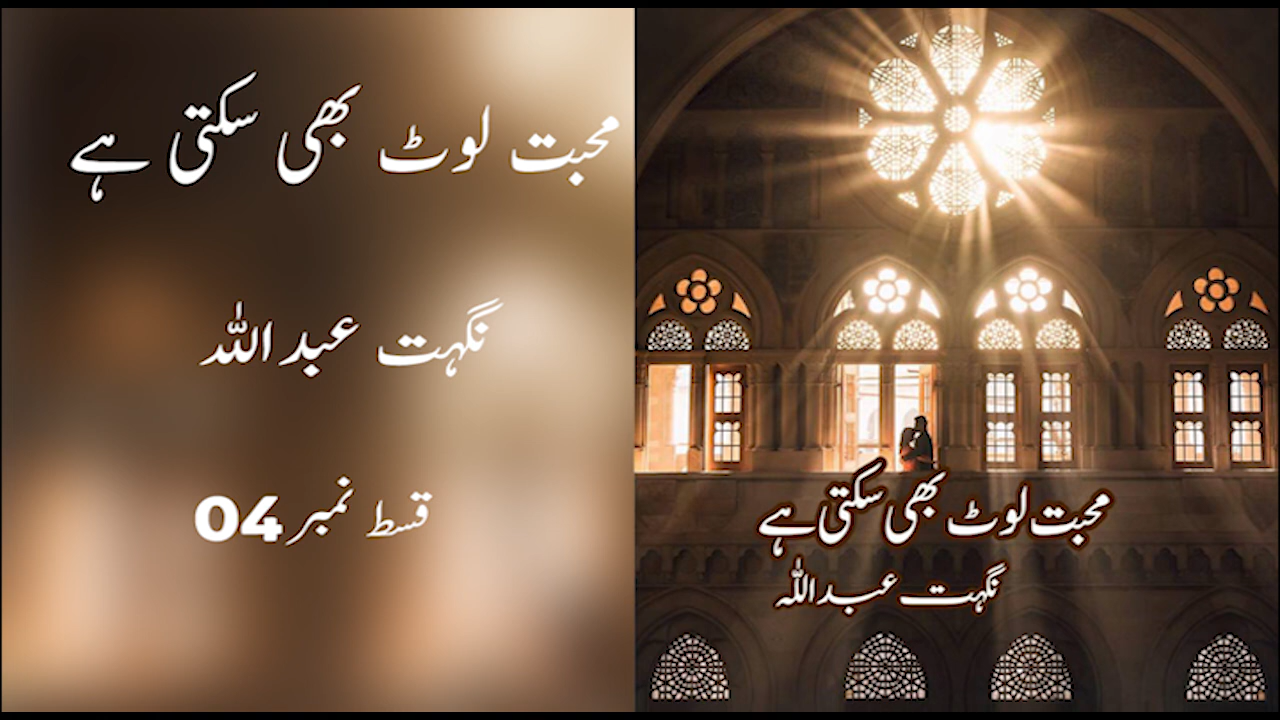 محبت لوٹ بھی سکتی ہے
نگہت عبداللہ
قسط نمبر 04
محبت لوٹ بھی سکتی ہے
نگہت عبداللہ